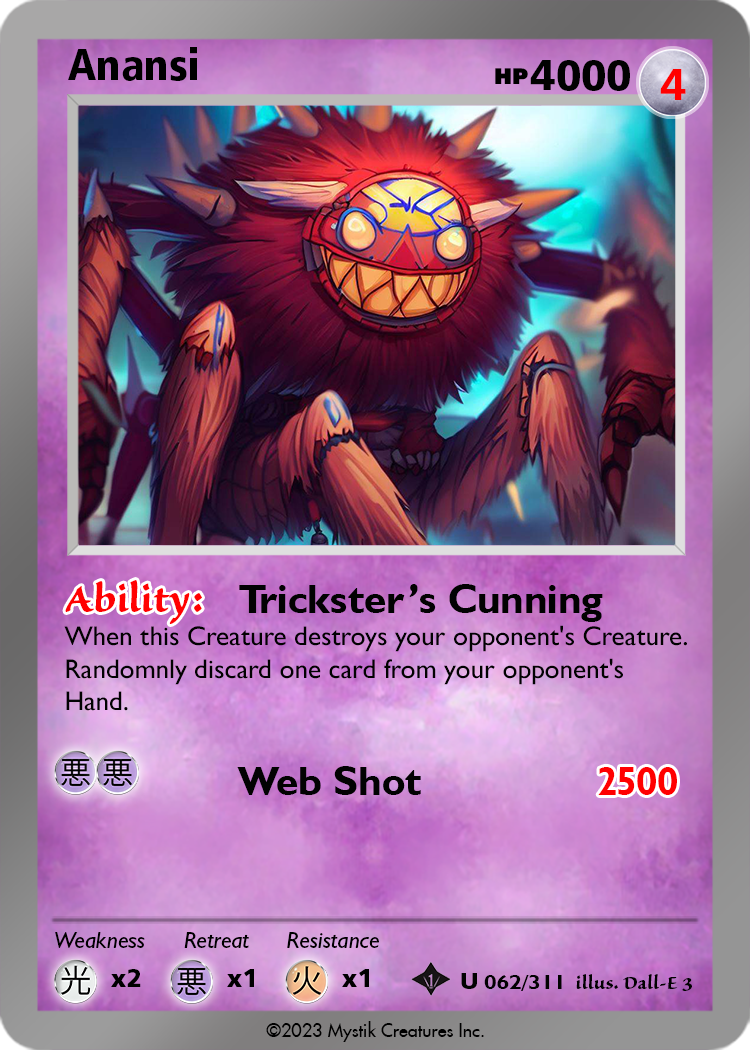 Anansi
HP4000
4
Ability: Trickster's Cunning
When this Creature destroys your opponent's Creature.
Randomnly discard one card from your opponent's
Hand.
悪 悪 Web Shot 2500
Weakness Retreat Resistance
光 x2 悪 x1 火 x1 1 U 062/311 illus. Dall-E 3
©2023 Mystik Creatures Inc.